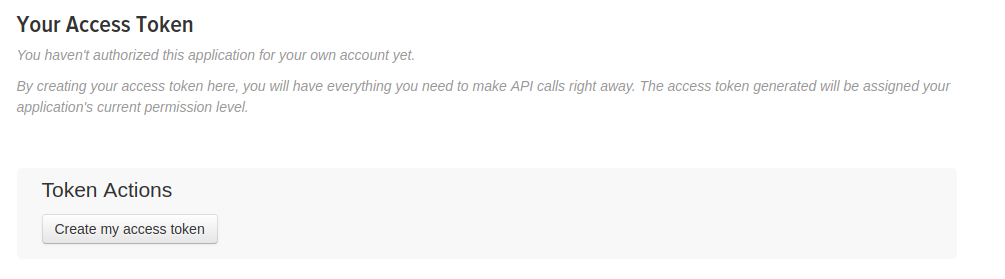 Your Access Token
You haven't authorized this application for your own account yet.
By creating your access token here, you will have everything you need to make API calls right away. The access token generated will be assigned your
application's current permission level.
Token Actions
Create my access token